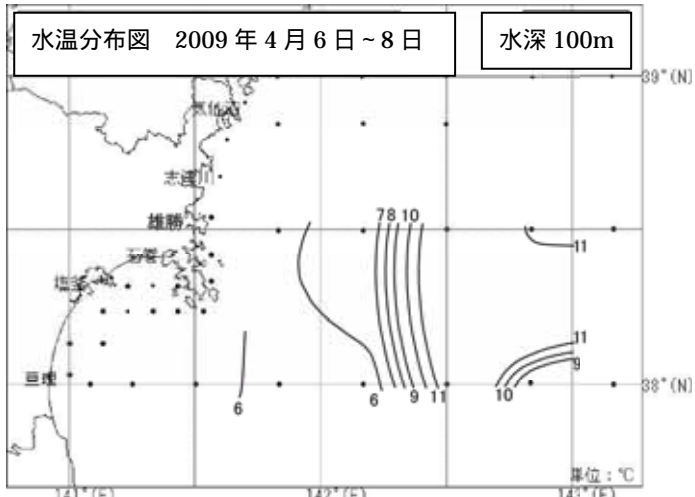 水温分布図 2009 年 4 月 6 日~8 日
水深 100m
39°(N)
気仙沼
志津川
雄勝
7 8 10
石巻
11
塩釜
11
9
亘理
6
6
9
11
10
38°(N)
単位：℃
141°(E)
142°(E)